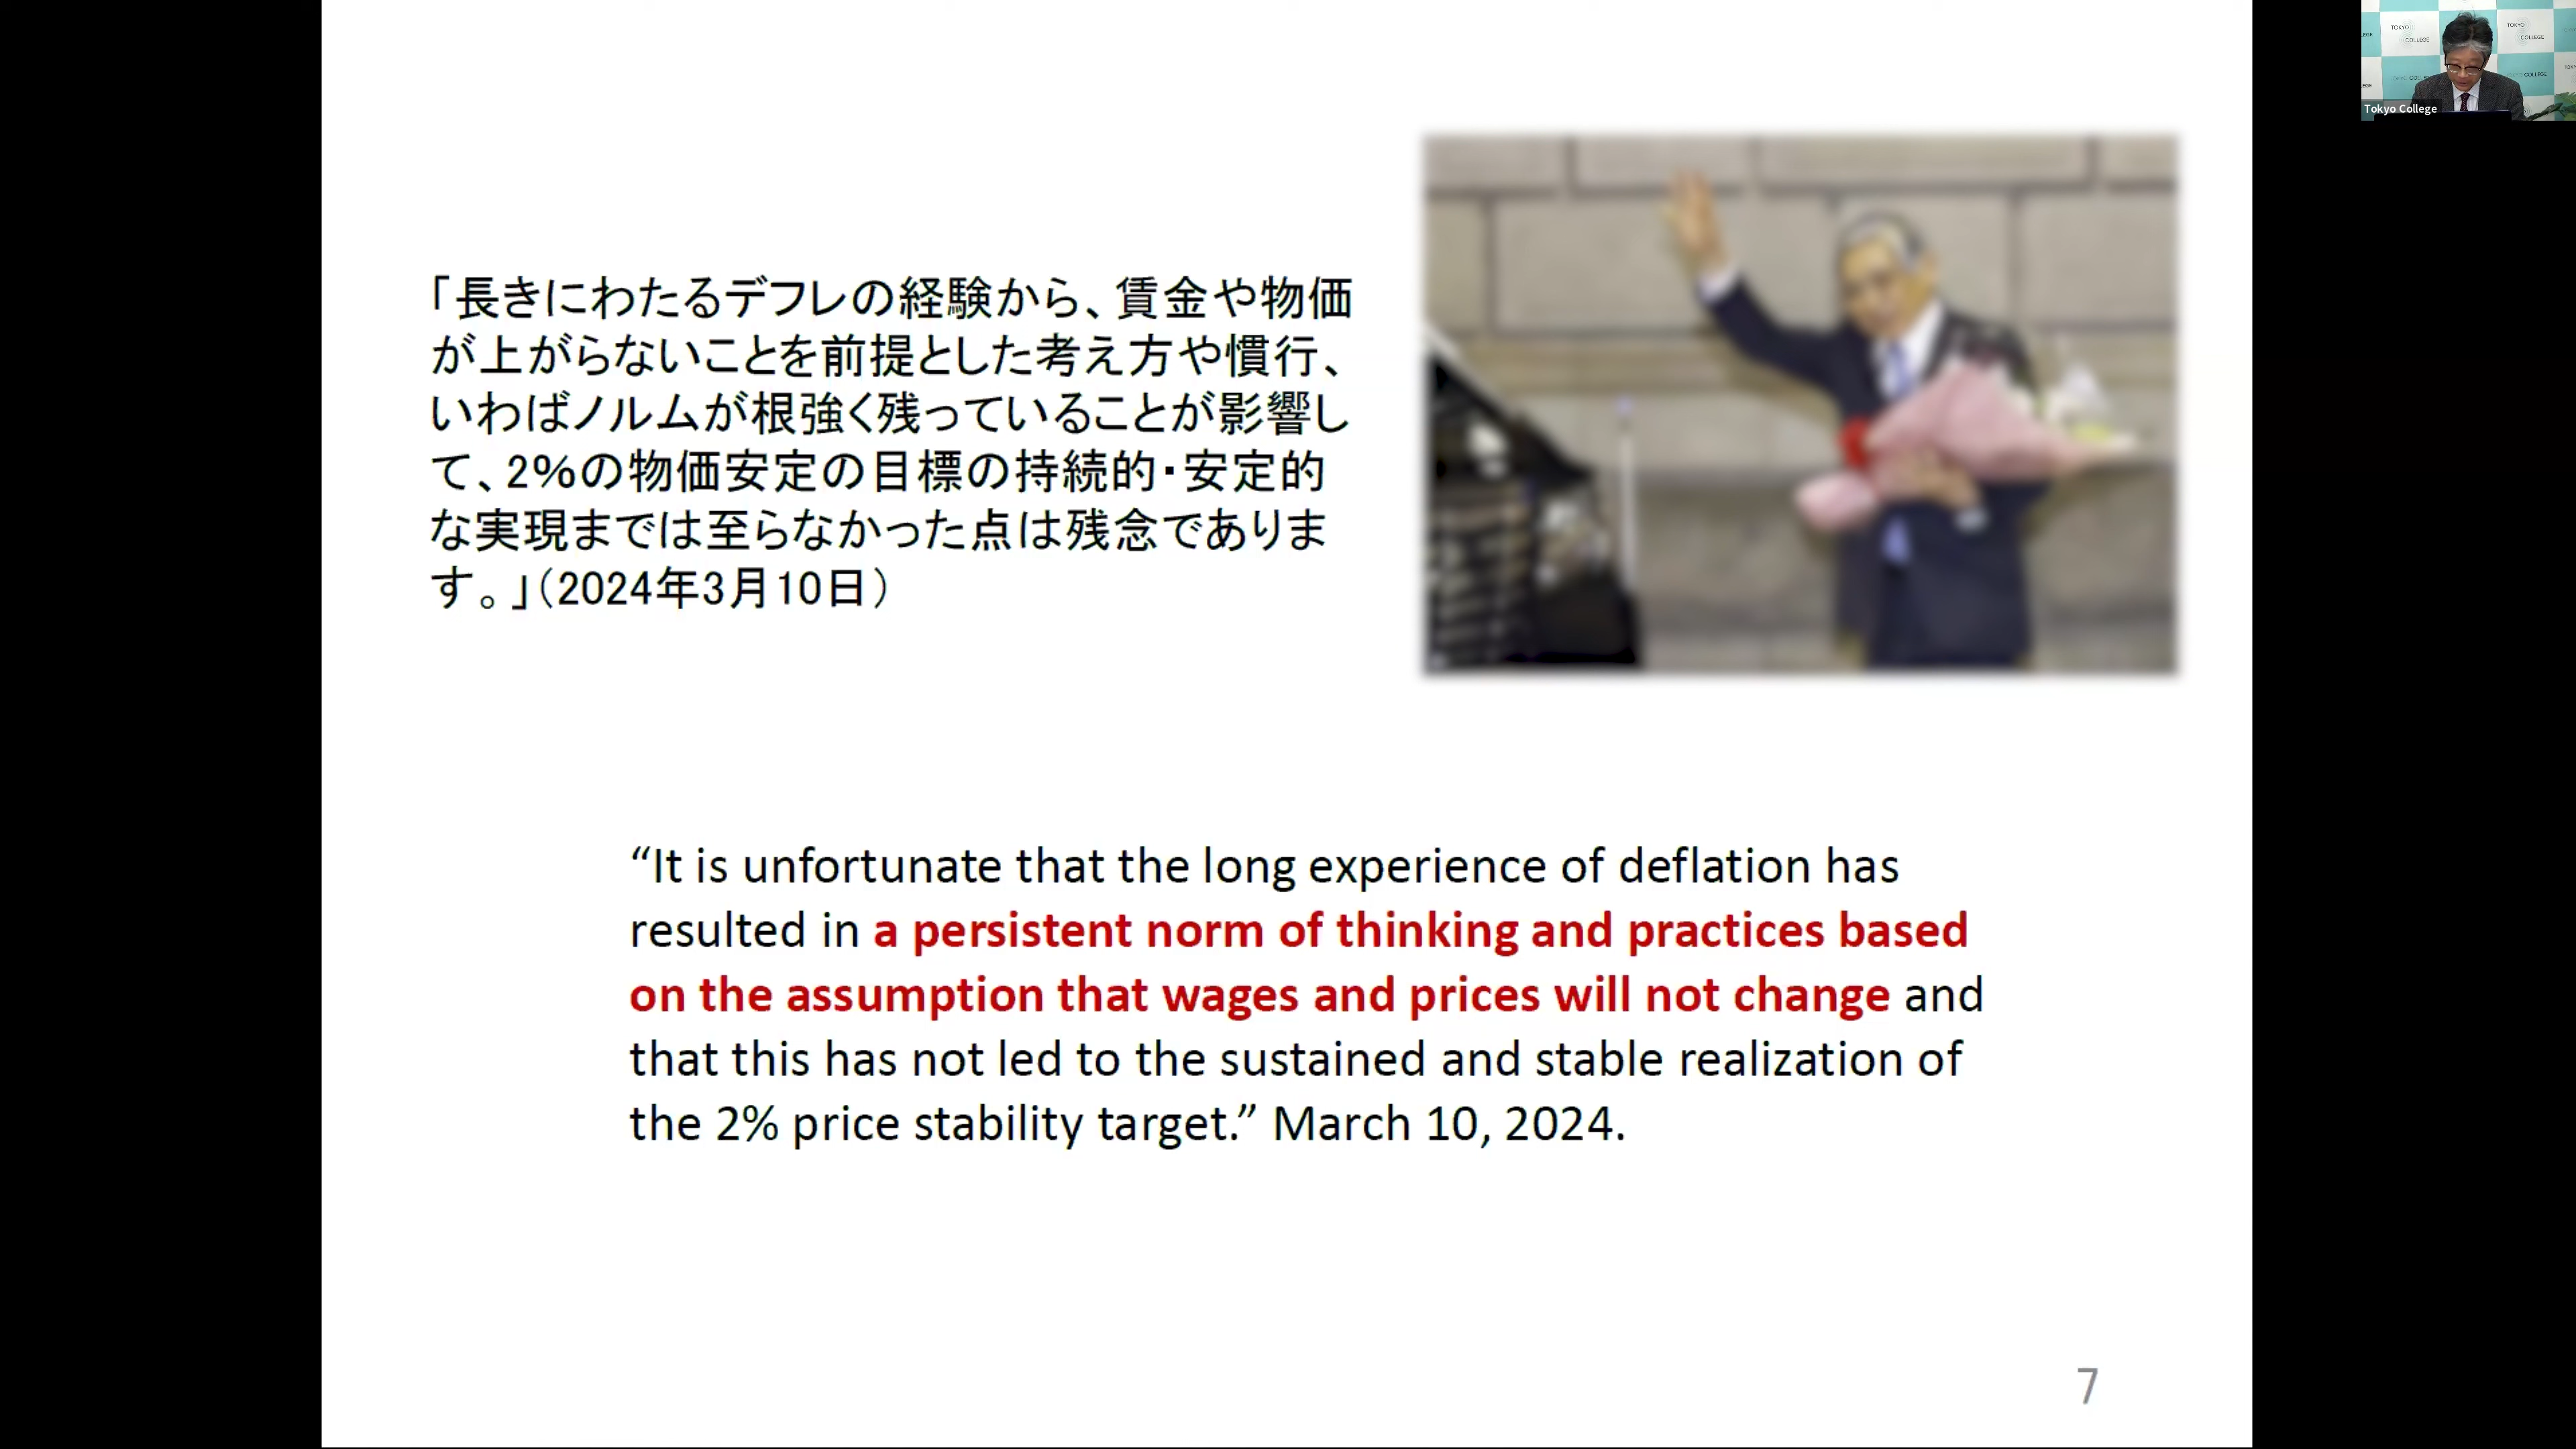 「長きにわたるデフレの経験から、賃金や物価
が上がらないことを前提とした考え方や慣行、
いわばノルムが根強く残っていることが影響し
て、2%の物価安定の目標の持続的・安定的
な実現までは至らなかった点は残念でありま
す。」（2024年3月10日）
“It is unfortunate that the long experience of deflation has
resulted in a persistent norm of thinking and practices based
on the assumption that wages and prices will not change and
that this has not led to the sustained and stable realization of
the 2% price stability target.” March 10, 2024.
7
TOKYO
COLLEGE
TOKYO
COLLEGE
Tokyo College